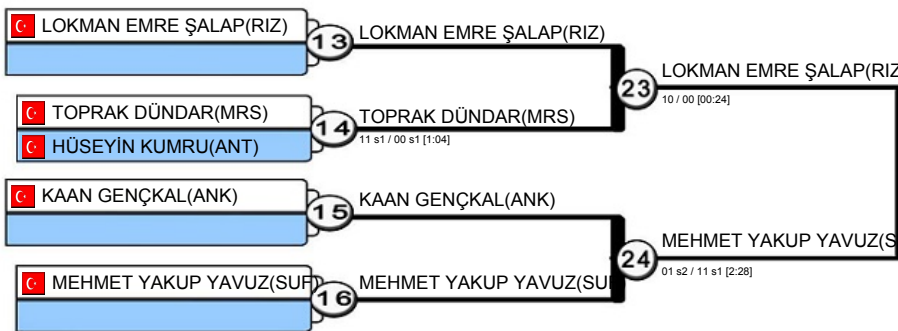 LOKMAN EMRE ŞALAP(RIZ)
13
LOKMAN EMRE ŞALAP(RIZ)
TOPRAK DÜNDAR(MRS)
HÜSEYİN KUMRU(ANT)
14
TOPRAK DÜNDAR(MRS)
11 s1 / 00 s1 [1:04]
23
LOKMAN EMRE ŞALAP(RIZ
10 / 00 [00:24]
KAAN GENÇKAL(ANK)
15
KAAN GENÇKAL(ANK)
MEHMET YAKUP YAVUZ(SUR)
16
MEHMET YAKUP YAVUZ(SU
24
MEHMET YAKUP YAVUZ(S
01 s2 / 11 s1 [2:28]